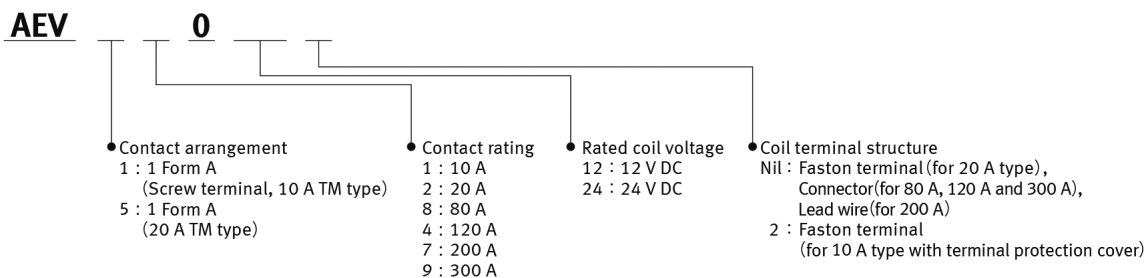 AEV 0
Contact arrangement
1 : 1 Form A
(Screw terminal, 10 A TM type)
5 : 1 Form A
(20 A TM type)
Contact rating
1 : 10 A
2 : 20 A
8 : 80 A
4 : 120 A
7 : 200 A
9 : 300 A
Rated coil voltage
12 : 12 V DC
24 : 24 V DC
Coil terminal structure
Nil : Faston terminal (for 20 A type),
Connector (for 80 A, 120 A and 300 A),
Lead wire (for 200 A)
2 : Faston terminal
(for 10 A type with terminal protection cover)